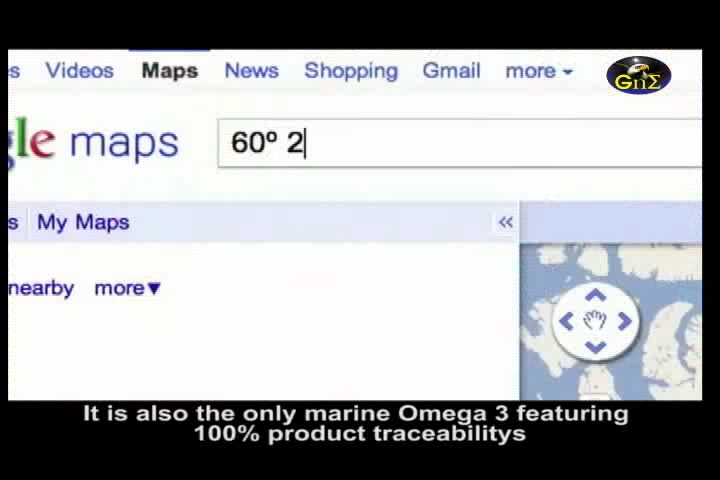 s Videos Maps News Shopping Gmail more
GnΣ
gle maps 60º 2
s My Maps «
nearby more▼
It is also the only marine Omega 3 featuring
100% product traceabilitys